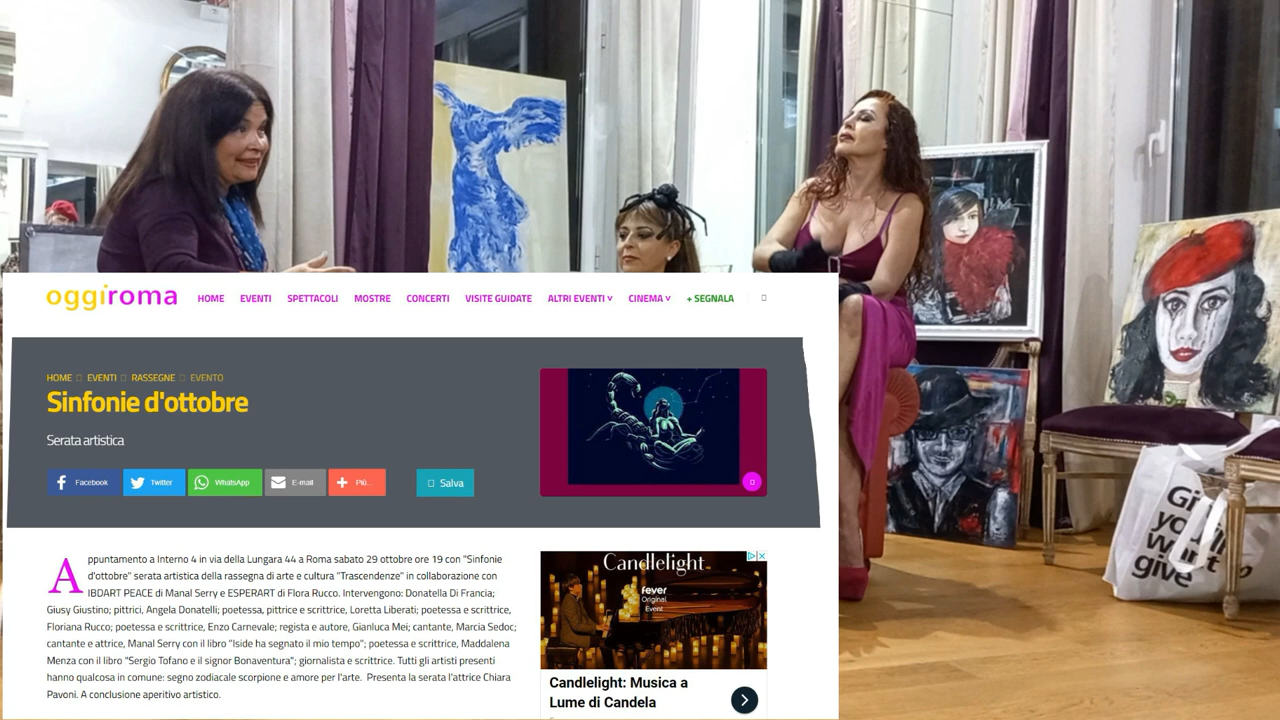 oggiroma
HOME EVENTI SPETTACOLI MOSTRE CONCERTI VISITE GUIDATE ALTRI EVENTI CINEMA + SEGNALA
HOME EVENTI RASSEGNE EVENTO
Sinfonie d'ottobre
Serata artistica
Facebook Twitter WhatsApp E-mail Più... Salva
Appuntamento a Interno 4 in via della Lungara 44 a Roma sabato 29 ottobre ore 19 con "Sinfonie
d'ottobre" serata artistica della rassegna di arte e cultura "Trascendenze" in collaborazione con
IBDART PEACE di Manal Serry e ESPERART di Flora Rucco. Intervengono: Donatella Di Francia;
Giusy Giustino; pittrici, Angela Donatelli; poetessa, pittrice e scrittrice, Loretta Liberati; poetessa e scrittrice,
Floriana Rucco; poetessa e scrittrice, Enzo Carnevale; regista e autore, Gianluca Mei; cantante, Marcia Sedoc;
cantante e attrice, Manal Serry con il libro "Iside ha segnato il mio tempo"; poetessa e scrittrice, Maddalena
Menza con il libro "Sergio Tofano e il signor Bonaventura"; giornalista e scrittrice. Tutti gli artisti presenti
hanno qualcosa in comune: segno zodiacale scorpione e amore per l'arte. Presenta la serata l'attrice Chiara
Pavoni. A conclusione aperitivo artistico.
Candlelight
fever
Original
Event
Candlelight: Musica a
Lume di Candela
give